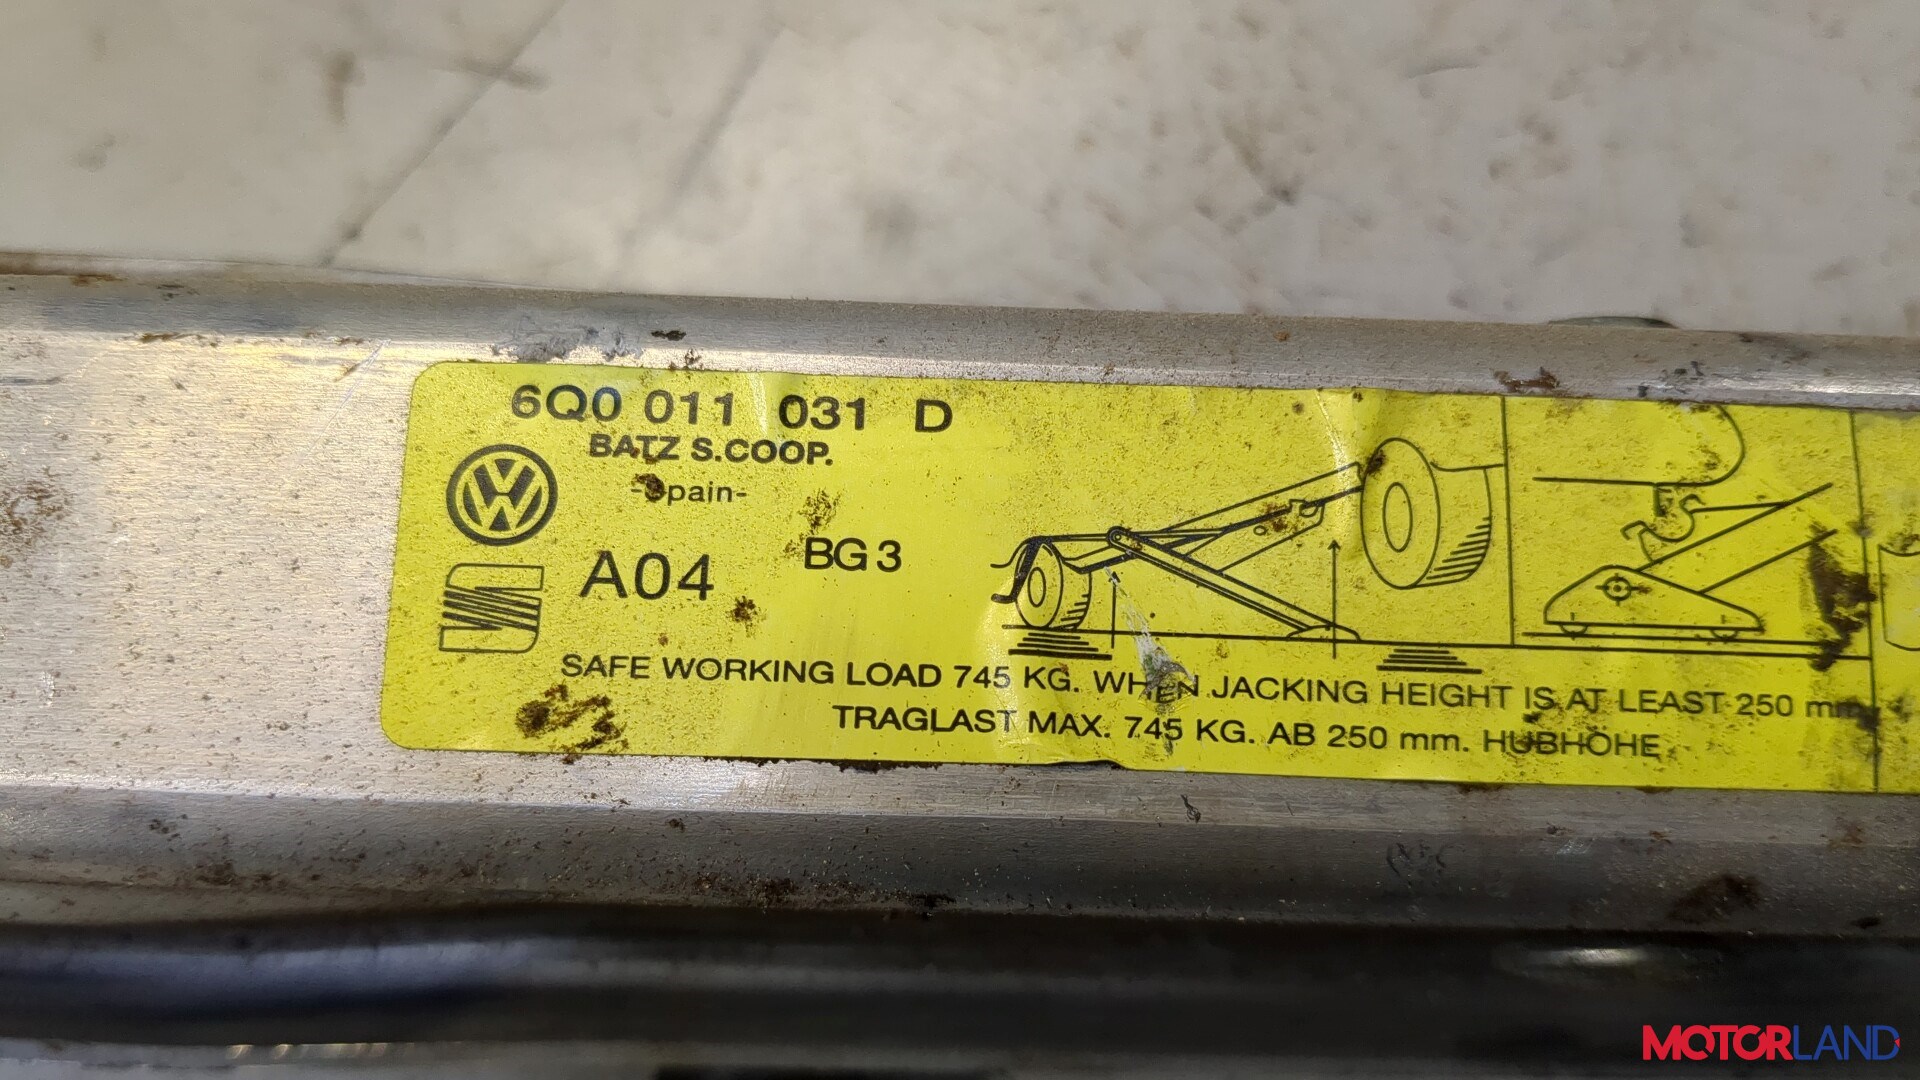 6Q0 011 031 D
BATZ S.COOP.
-Spain-
A04 BG3
SAFE WORKING LOAD 745 KG. WHEN JACKING HEIGHT IS AT LEAST 250 mm.
TRAGLAST MAX. 745 KG. AB 250 mm. HUBHÖHE
MOTORLAND